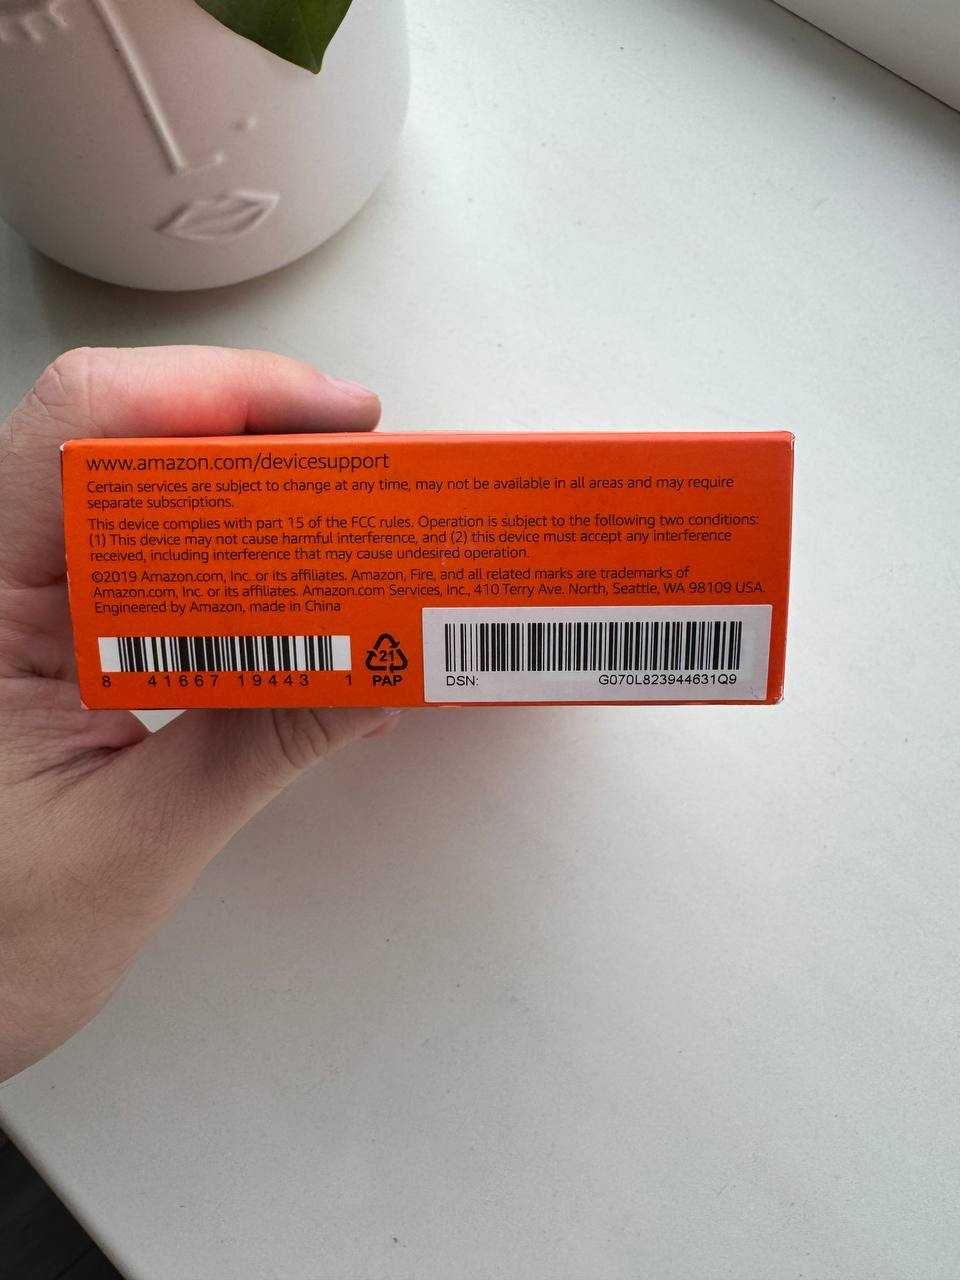 www.amazon.com/devicesupport
Certain services are subject to change at any time, may not be available in all areas and may require
separate subscriptions.
This device complies with part 15 of the FCC rules. Operation is subject to the following two conditions:
(1) This device may not cause harmful interference, and (2) this device must accept any interference
received, including interference that may cause undesired operation.
©2019 Amazon.com, Inc. or its affiliates. Amazon, Fire, and all related marks are trademarks of
Amazon.com, Inc. or its affiliates. Amazon.com Services, Inc., 410 Terry Ave. North, Seattle, WA 98109 USA.
Engineered by Amazon, made in China
8 41667 19443 1
21
PAP
DSN: G070L823944631Q9